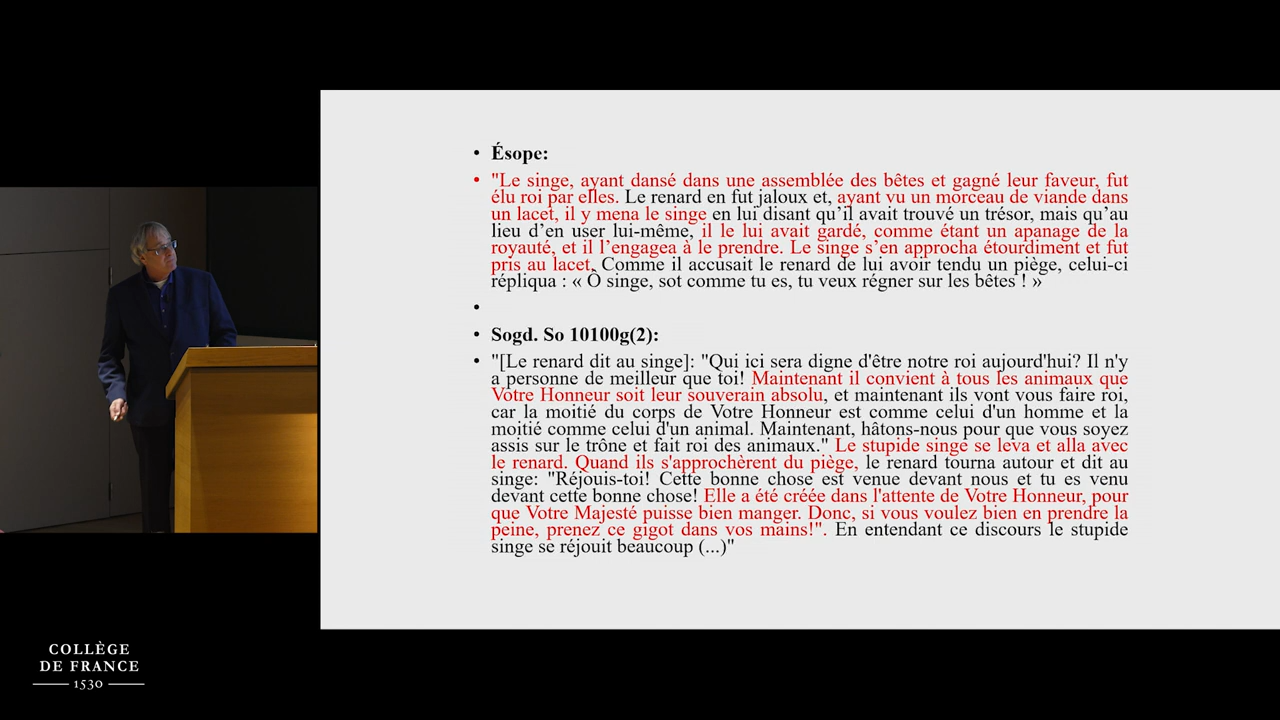 • Ésope:
• "Le singe, ayant dansé dans une assemblée des bêtes et gagné leur faveur, fut
élu roi par elles. Le renard en fut jaloux et, ayant vu un morceau de viande dans
un lacet, il y mena le singe en lui disant qu’il avait trouvé un trésor, mais qu’au
lieu d’en user lui-même, il le lui avait gardé, comme étant un apanage de la
royauté, et il l’engagea à le prendre. Le singe s’en approcha étourdiment et fut
pris au lacet. Comme il accusait le renard de lui avoir tendu un piège, celui-ci
répliqua : « Ô singe, sot comme tu es, tu veux régner sur les bêtes ! »
•
• Sogd. So 10100g(2):
• "[Le renard dit au singe]: "Qui ici sera digne d'être notre roi aujourd'hui? Il n'y
a personne de meilleur que toi! Maintenant il convient à tous les animaux que
Votre Honneur soit leur souverain absolu, et maintenant ils vont vous faire roi,
car la moitié du corps de Votre Honneur est comme celui d'un homme et la
moitié comme celui d'un animal. Maintenant, hâtons-nous pour que vous soyez
assis sur le trône et fait roi des animaux." Le stupide singe se leva et alla avec
le renard. Quand ils s'approchèrent du piège, le renard tourna autour et dit au
singe: "Réjouis-toi! Cette bonne chose est venue devant nous et tu es venu
devant cette bonne chose! Elle a été créée dans l'attente de Votre Honneur, pour
que Votre Majesté puisse bien manger. Donc, si vous voulez bien en prendre la
peine, prenez ce gigot dans vos mains!". En entendant ce discours le stupide
singe se réjouit beaucoup (...)"
COLLÈGE
DE FRANCE
1530